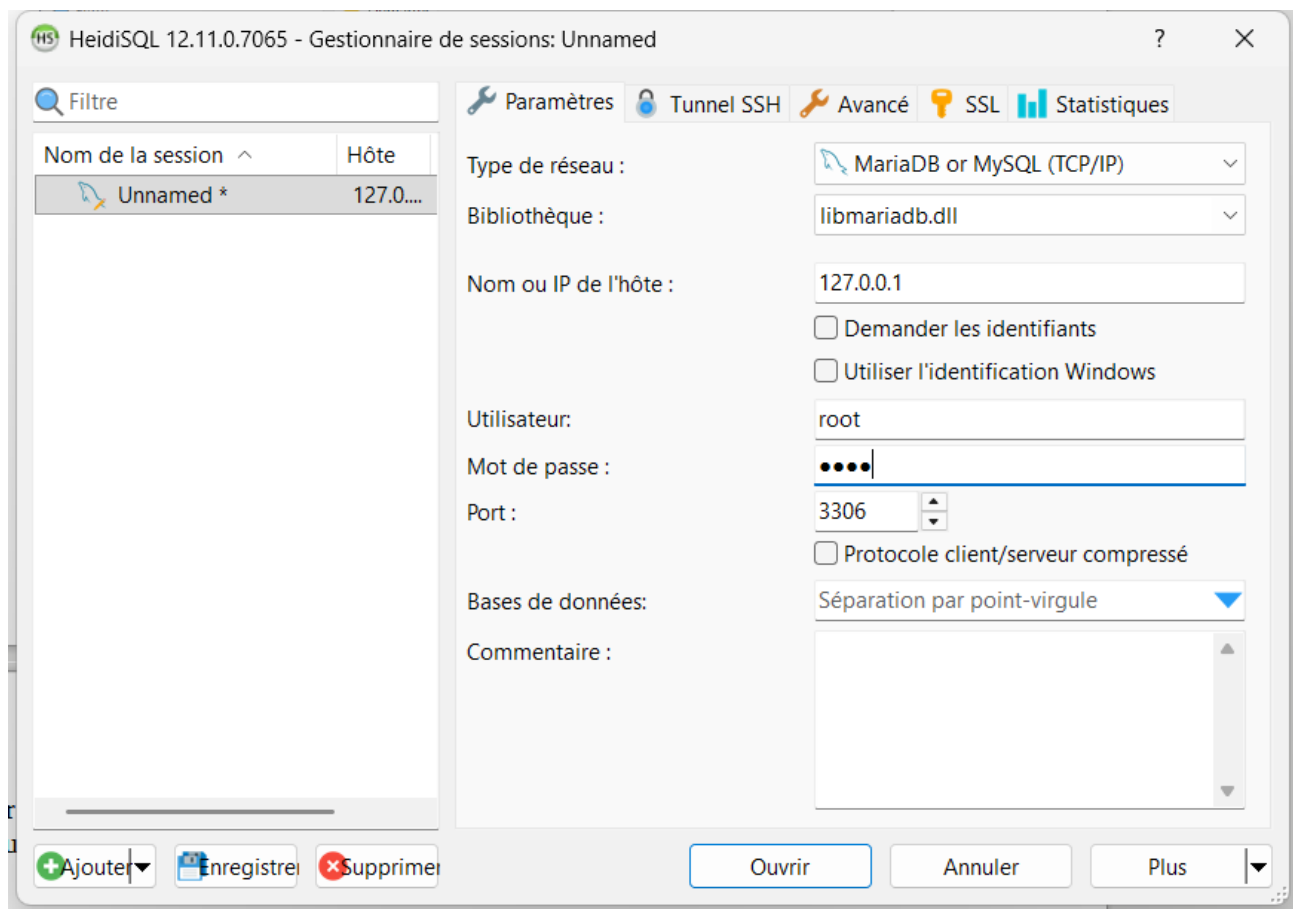 HeidiSQL 12.11.0.7065 - Gestionnaire de sessions: Unnamed
Filtre
Nom de la session Hôte
Unnamed * 127.0....
Paramètres Tunnel SSH Avancé SSL Statistiques
Type de réseau : MariaDB or MySQL (TCP/IP)
Bibliothèque : libmariadb.dll
Nom ou IP de l'hôte : 127.0.0.1
Demander les identifiants
Utiliser l'identification Windows
Utilisateur: root
Mot de passe : ●●●●
Port : 3306
Protocole client/serveur compressé
Bases de données: Séparation par point-virgule
Commentaire :
Ajouter Enregistrer Supprimer Ouvrir Annuler Plus